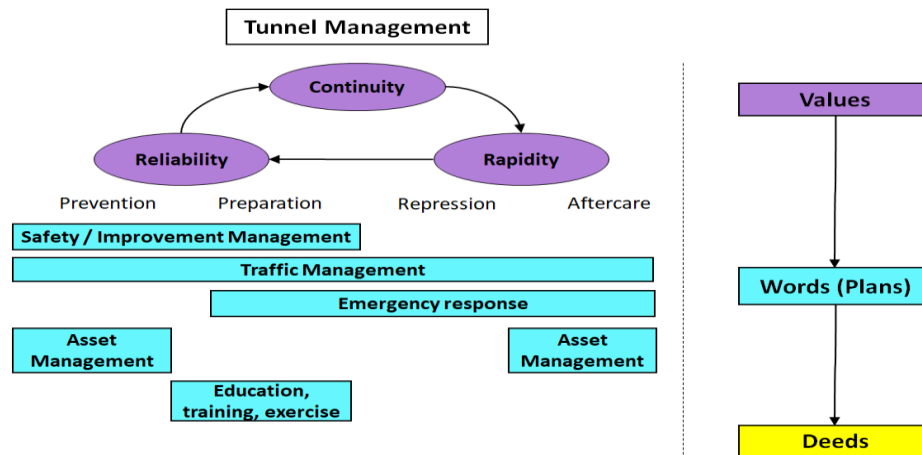 Tunnel Management
Continuity
Reliability
Rapidity
Prevention
Preparation
Repression
Aftercare
Safety / Improvement Management
Traffic Management
Emergency response
Asset
Management
Asset
Management
Education,
training, exercise
Values
Words (Plans)
Deeds